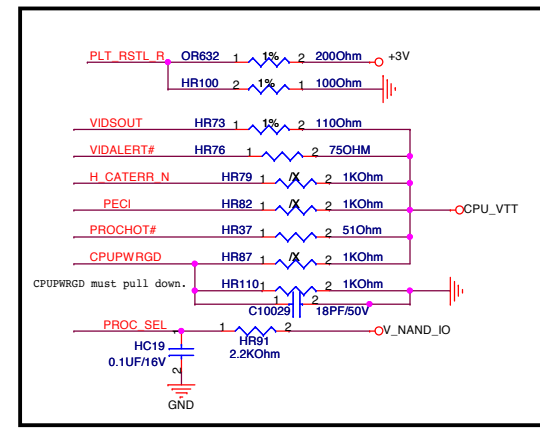 PLT_RSTL_R OR632 1 1% 2 200Ohm +3V
HR100 2 1% 1 100Ohm
VIDSOUT HR73 1 1% 2 110Ohm
VIDALERT# HR76 1 2 75OHM
H_CATERR_N HR79 1 /X 2 1KOhm
PECI HR82 1 /X 2 1KOhm CPU_VTT
PROCHOT# HR37 1 2 51Ohm
CPUPWRGD HR87 1 /X 2 1KOhm
CPUPWRGD must pull down. HR110 1 2 1KOhm
1 2
C10029 18PF/50V
PROC_SEL 1 2 V_NAND_IO
HR91
2.2KOhm
1
HC19
0.1UF/16V
2
GND